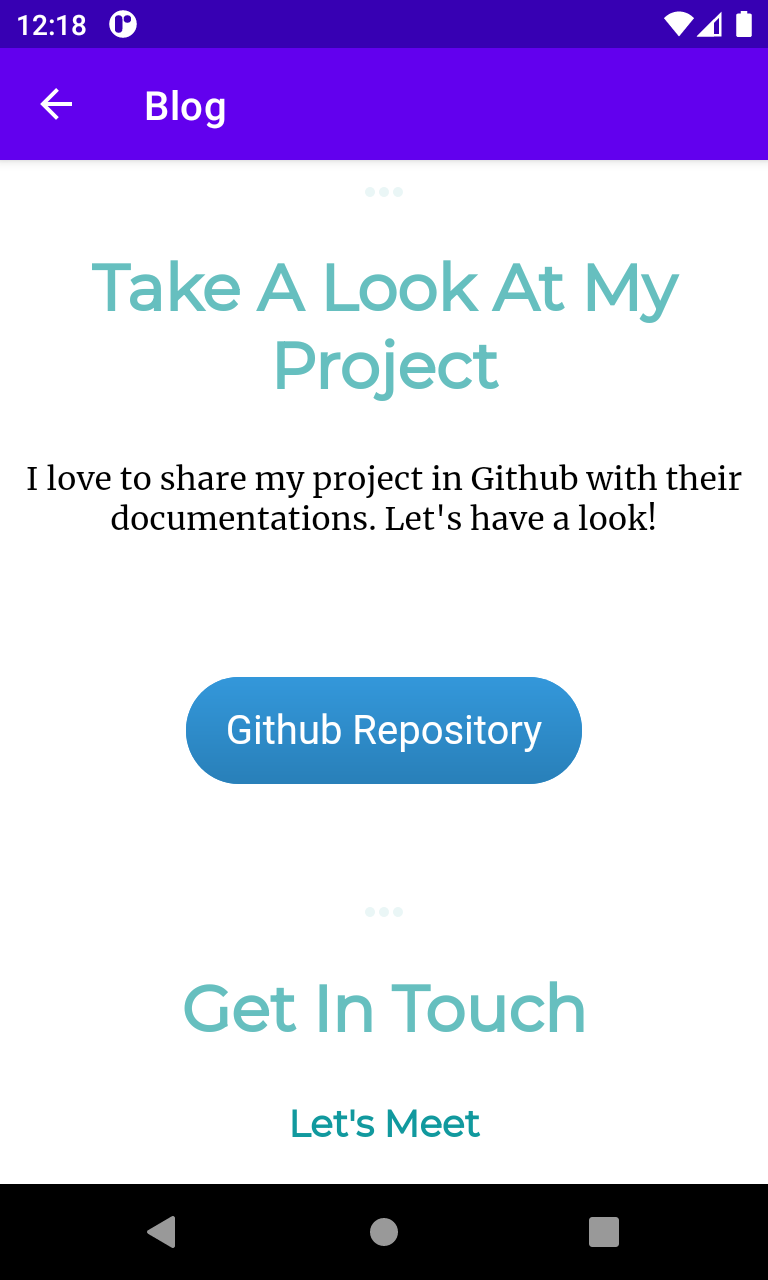 12:18
Blog
Take A Look At My
Project
I love to share my project in Github with their
documentations. Let's have a look!
Github Repository
Get In Touch
Let's Meet